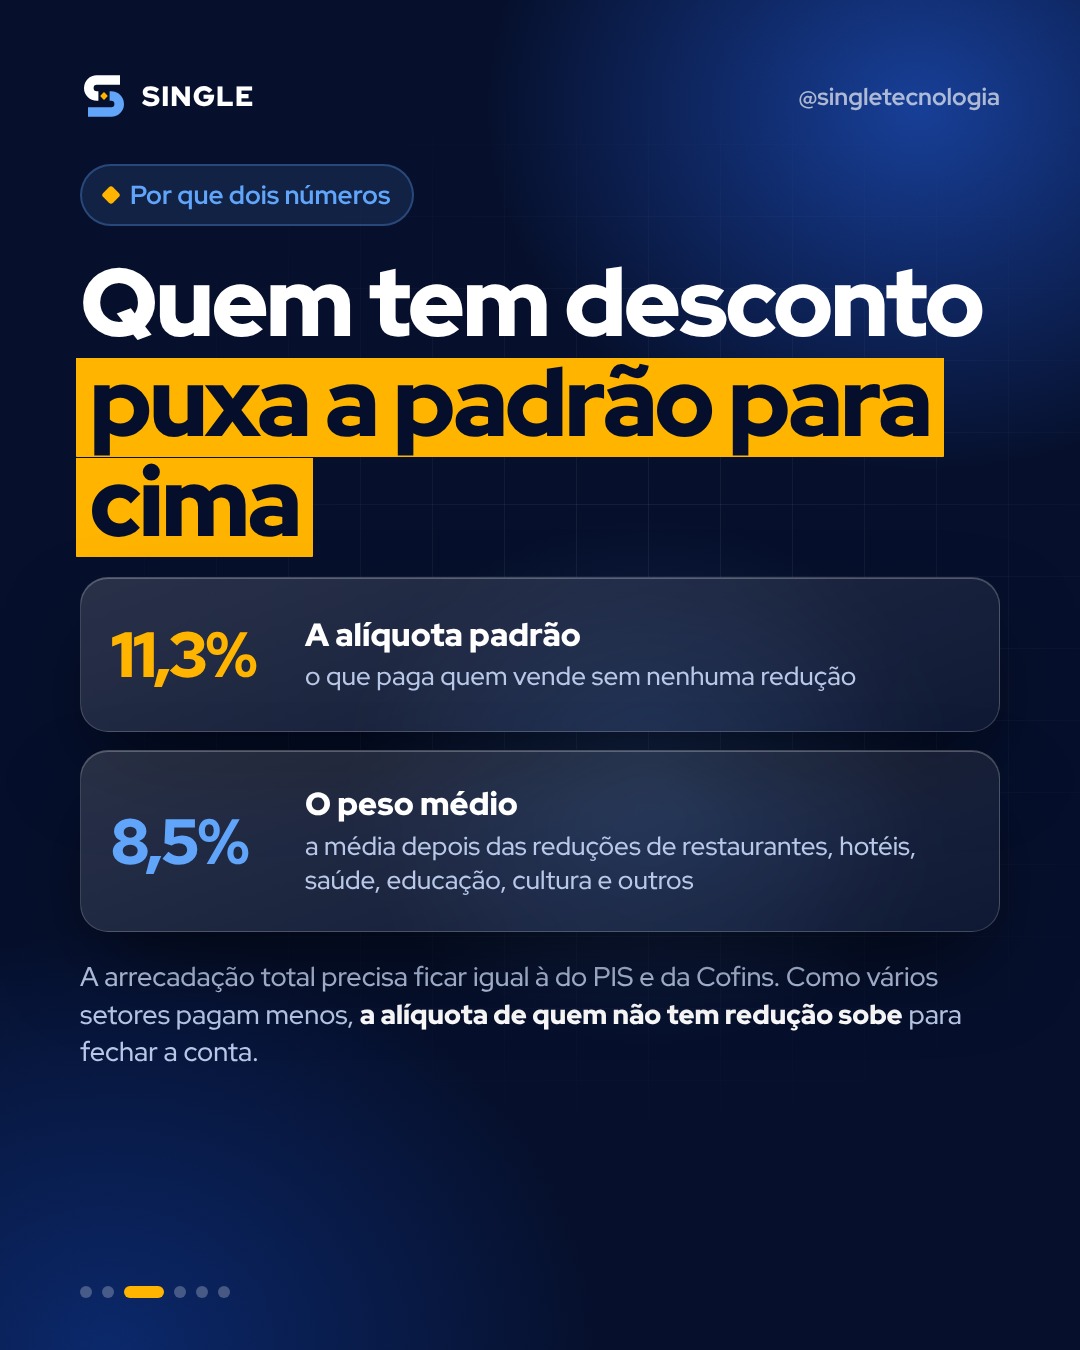 SINGLE
@singletecnologia
Por que dois números
Quem tem desconto
puxa a padrão para
cima
11,3%
A alíquota padrão
o que paga quem vende sem nenhuma redução
8,5%
O peso médio
a média depois das reduções de restaurantes, hotéis,
saúde, educação, cultura e outros
A arrecadação total precisa ficar igual à do PIS e da Cofins. Como vários
setores pagam menos, a alíquota de quem não tem redução sobe para
fechar a conta.